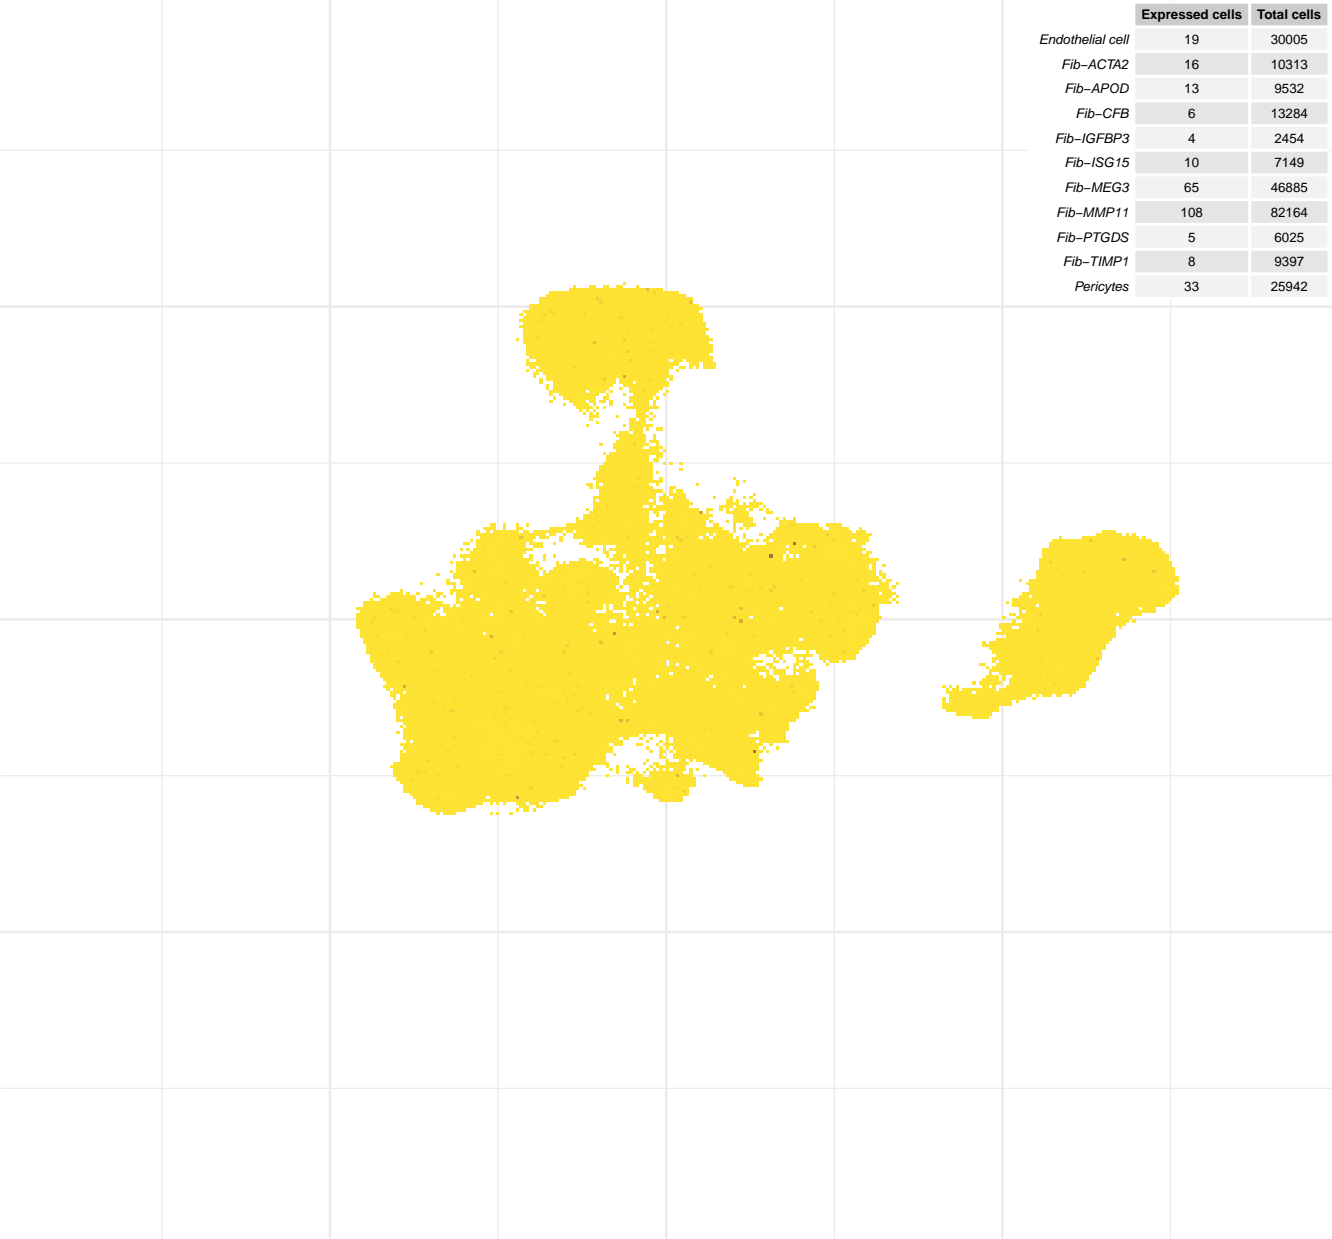 Expressed cells Total cells
Endothelial cell 19 30005
Fib−ACTA2 16 10313
Fib−APOD 13 9532
Fib−CFB 6 13284
Fib−IGFBP3 4 2454
Fib−ISG15 10 7149
Fib−MEG3 65 46885
Fib−MMP11 108 82164
Fib−PTGDS 5 6025
Fib−TIMP1 8 9397
Pericytes 33 25942